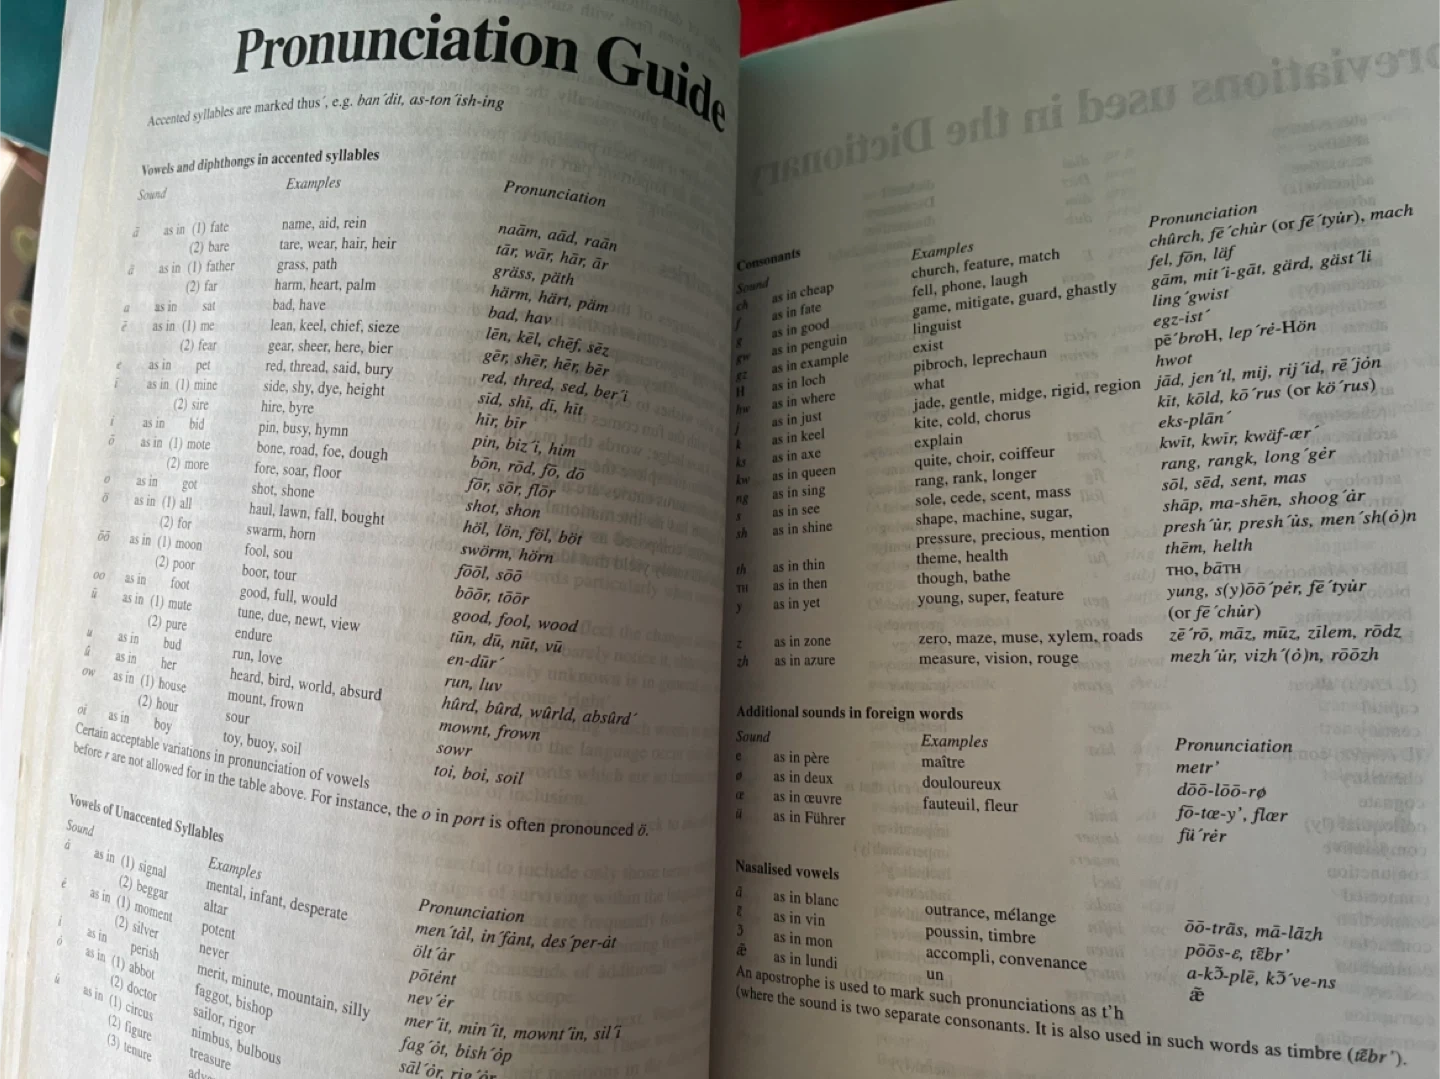 Pronunciation Guide
Accented syllables are marked thus´, e.g. ban´dit, as-ton´ish-ing
Vowels and diphthongs in accented syllables
Sound Examples Pronunciation
ā as in (1) fate name, aid, rein naām, aād, raān
(2) bare tare, wear, hair, heir tār, wār, hār, ār
ä as in (1) father grass, path gräss, päth
(2) far harm, heart, palm härm, härt, päm
a as in sat bad, have bad, hav
ē as in (1) me lean, keel, chief, sieze lēn, kēl, chēf, sēz
(2) fear gear, sheer, here, bier gēr, shēr, hēr, bēr
e as in pet red, thread, said, bury red, thred, sed, ber´i
ī as in (1) mine side, shy, dye, height sīd, shī, dī, hīt
(2) sire hire, byre hīr, bīr
i as in bid pin, busy, hymn pin, biz´i, him
ō as in (1) mote bone, road, foe, dough bōn, rōd, fō, dō
(2) more fore, soar, floor fōr, sōr, flōr
o as in got shot, shone shot, shon
ö as in (1) all haul, lawn, fall, bought höl, lön, föl, böt
(2) for swarm, horn swörm, hörn
ōō as in (1) moon fool, sou fōōl, sōō
(2) poor boor, tour bōōr, tōōr
oo as in foot good, full, would good, fool, wood
ū as in (1) mute tune, due, newt, view tūn, dū, nūt, vū
(2) pure endure en-dūr´
u as in bud run, love run, luv
û as in her heard, bird, world, absurd hûrd, bûrd, wûrld, absûrd´
ow as in (1) house mount, frown mownt, frown
(2) hour sour sowr
oi as in boy toy, buoy, soil toi, boi, soil
Certain acceptable variations in pronunciation of vowels
before r are not allowed for in the table above. For instance, the o in port is often pronounced ö.
Vowels of Unaccented Syllables
Sound Examples Pronunciation
ȧ as in (1) signal mental, infant, desperate men´tȧl, in´fȧnt, des´per-ȧt
(2) beggar altar ölt´ȧr
ė as in (1) moment potent pōtėnt
(2) silver never nev´ėr
i as in perish merit, minute, mountain, silly mer´it, min´it, mownt´in, sil´i
ȯ as in (1) abbot faggot, bishop fag´ȯt, bish´ȯp
(2) doctor sailor, rigor sāl´ȯr, rig´ȯr
u̇ as in (1) circus nimbus, bulbous
(2) figure treasure
(3) tenure
reviations used in the Dictionary
Consonants
Sound Examples Pronunciation
ch as in cheap church, feature, match chûrch, fē´chu̇r (or fē´tyu̇r), mach
f as in fate fell, phone, laugh fel, fōn, läf
g as in good game, mitigate, guard, ghastly gām, mit´i-gāt, gärd, gäst´li
gw as in penguin linguist ling´gwist
gz as in example exist egz-ist´
H as in loch pibroch, leprechaun pē´broH, lep´rė-Hön
hw as in where what hwot
j as in just jade, gentle, midge, rigid, region jād, jen´tl, mij, rij´id, rē´jȯn
k as in keel kite, cold, chorus kīt, kōld, kō´rus (or kö´rus)
ks as in axe explain eks-plān´
kw as in queen quite, choir, coiffeur kwīt, kwīr, kwäf-ær´
ng as in sing rang, rank, longer rang, rangk, long´gėr
s as in see sole, cede, scent, mass sōl, sēd, sent, mas
sh as in shine shape, machine, sugar, shāp, ma-shēn, shoog´ȧr
pressure, precious, mention presh´u̇r, presh´u̇s, men´sh(ȯ)n
th as in thin theme, health thēm, helth
TH as in then though, bathe THO, bāTH
y as in yet young, super, feature yung, s(y)ōō´pėr, fē´tyu̇r
(or fē´chu̇r)
z as in zone zero, maze, muse, xylem, roads zē´rō, māz, mūz, zīlem, rōdz
zh as in azure measure, vision, rouge mezh´u̇r, vizh´(ȯ)n, rōōzh
Additional sounds in foreign words
Sound Examples Pronunciation
e as in père maître metr’
ø as in deux douloureux dōō-lōō-rø
œ as in œuvre fauteuil, fleur fō-tœ-y’, flœr
ü as in Führer fü´rėr
Nasalised vowels
ã as in blanc outrance, mélange ōō-trãs, mā-lãzh
ɛ̃ as in vin poussin, timbre pōōs-ɛ, tɛ̃br’
ɔ̃ as in mon accompli, convenance a-kɔ̃-plē, kɔ̃´ve-ns
æ̃ as in lundi un æ̃
An apostrophe is used to mark such pronunciations as t’h
(where the sound is two separate consonants. It is also used in such words as timbre (tɛ̃br’).